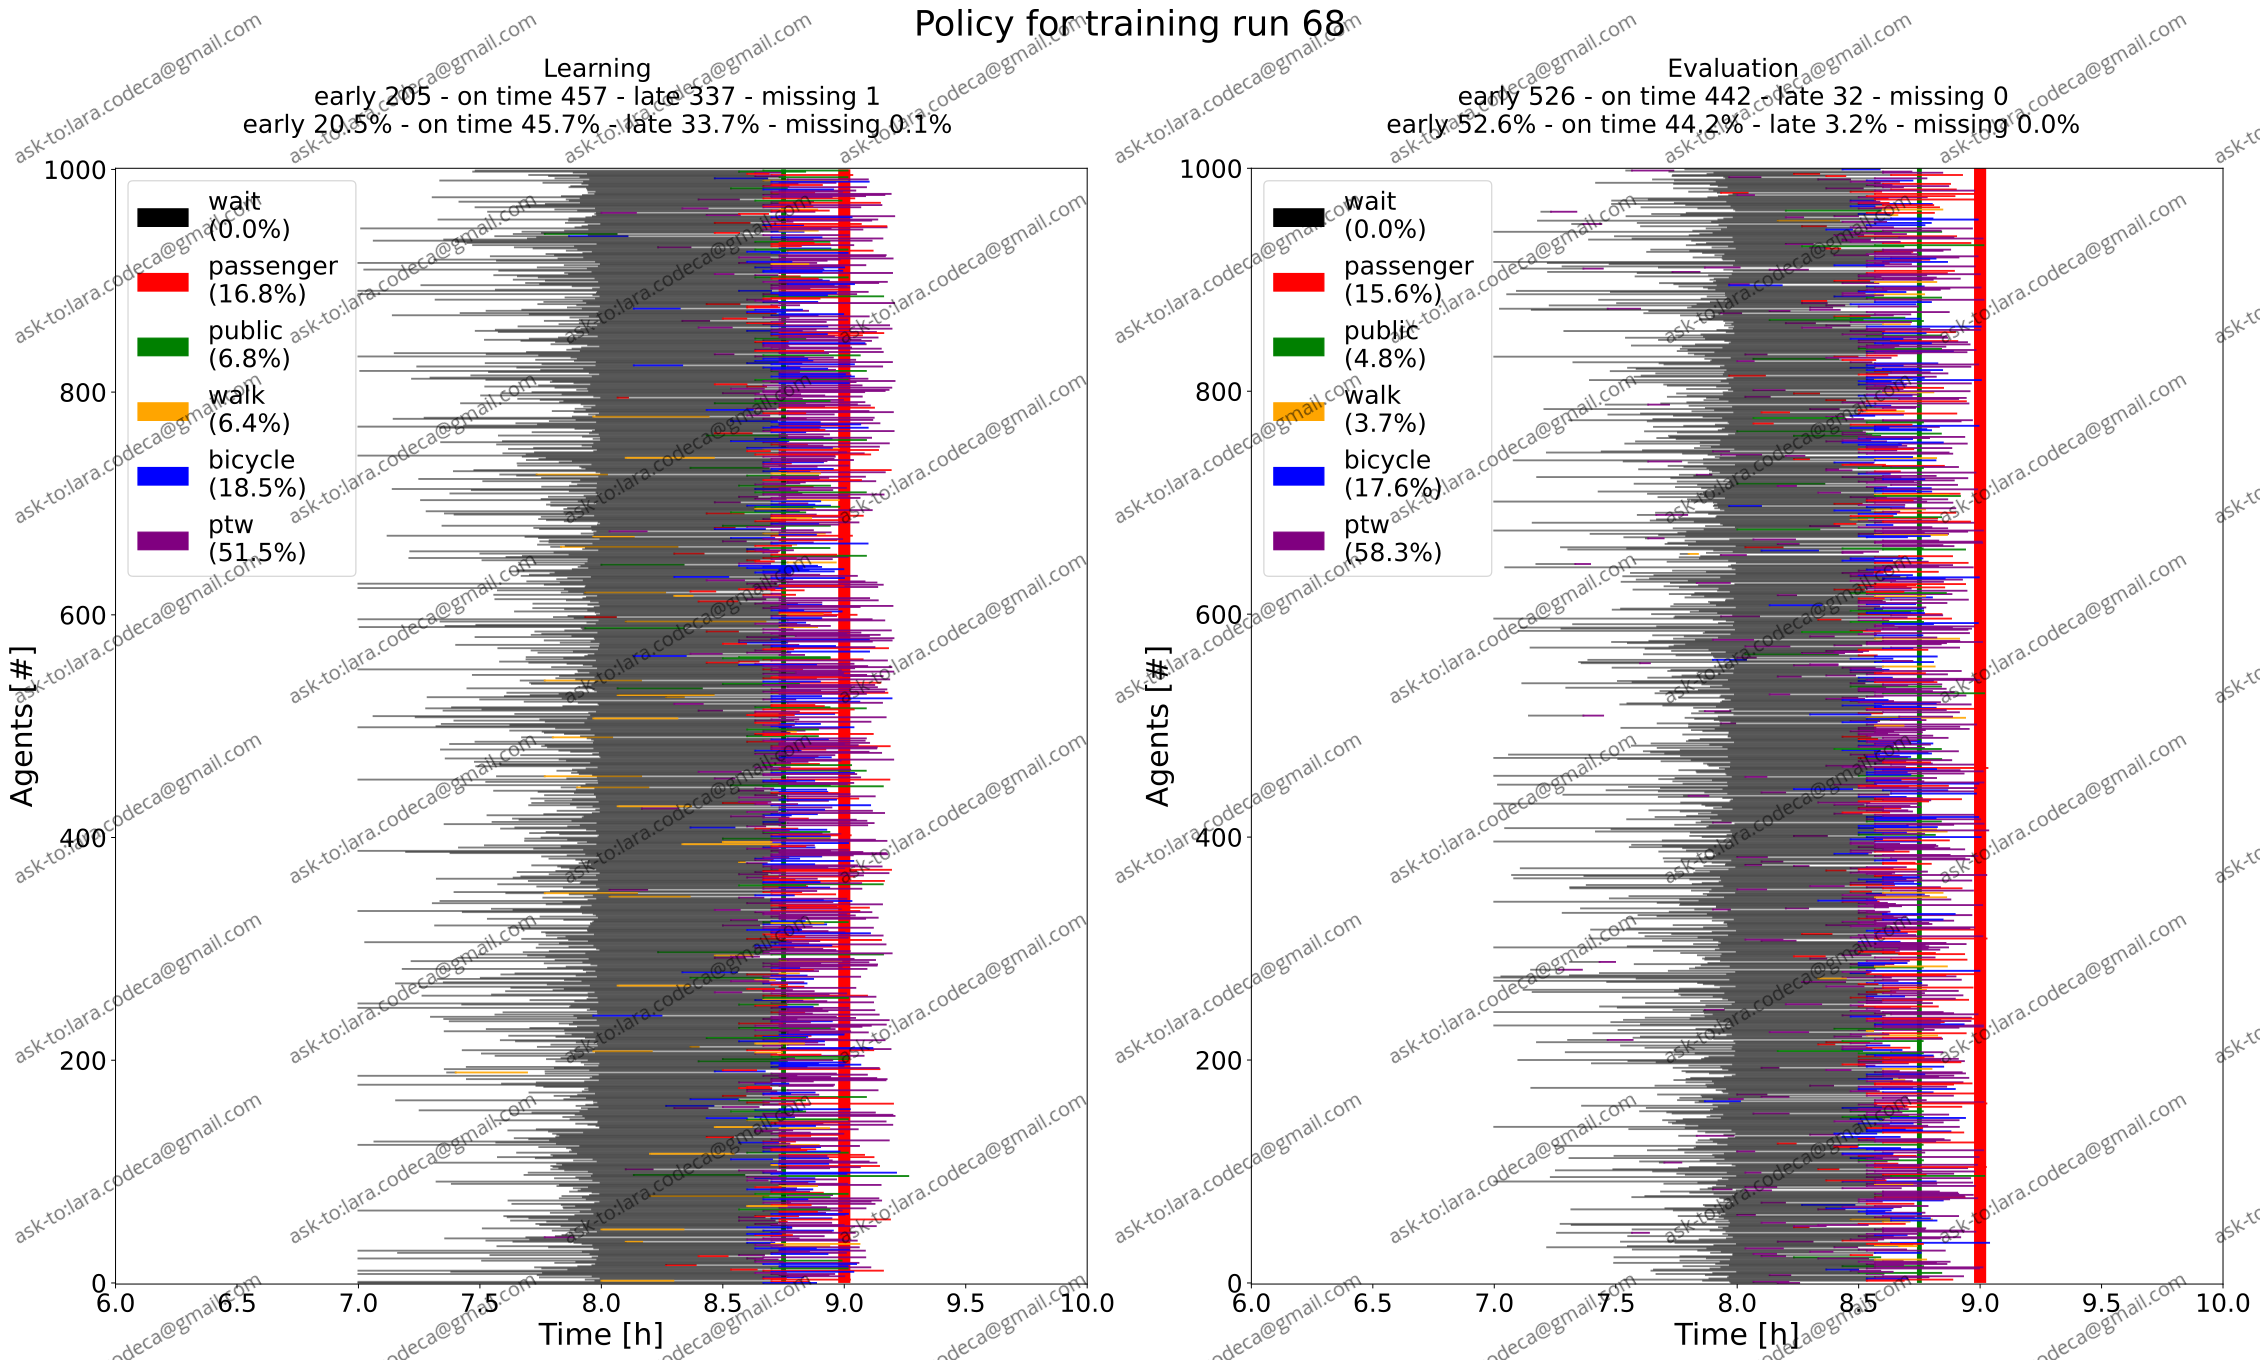 Policy for training run 68
Learning
early 205 - on time 457 - late 337 - missing 1
early 20.5% - on time 45.7% - late 33.7% - missing 0.1%
Evaluation
early 526 - on time 442 - late 32 - missing 0
early 52.6% - on time 44.2% - late 3.2% - missing 0.0%
wait
(0.0%)
passenger
(16.8%)
public
(6.8%)
walk
(6.4%)
bicycle
(18.5%)
ptw
(51.5%)
Agents [#]
1000
800
600
400
200
0
6.0 6.5 7.0 7.5 8.0 8.5 9.0 9.5 10.0
Time [h]
wait
(0.0%)
passenger
(15.6%)
public
(4.8%)
walk
(3.7%)
bicycle
(17.6%)
ptw
(58.3%)
Agents [#]
1000
800
600
400
200
0
6.0 6.5 7.0 7.5 8.0 8.5 9.0 9.5 10.0
Time [h]
ask-to:lara.codeca@gmail.com